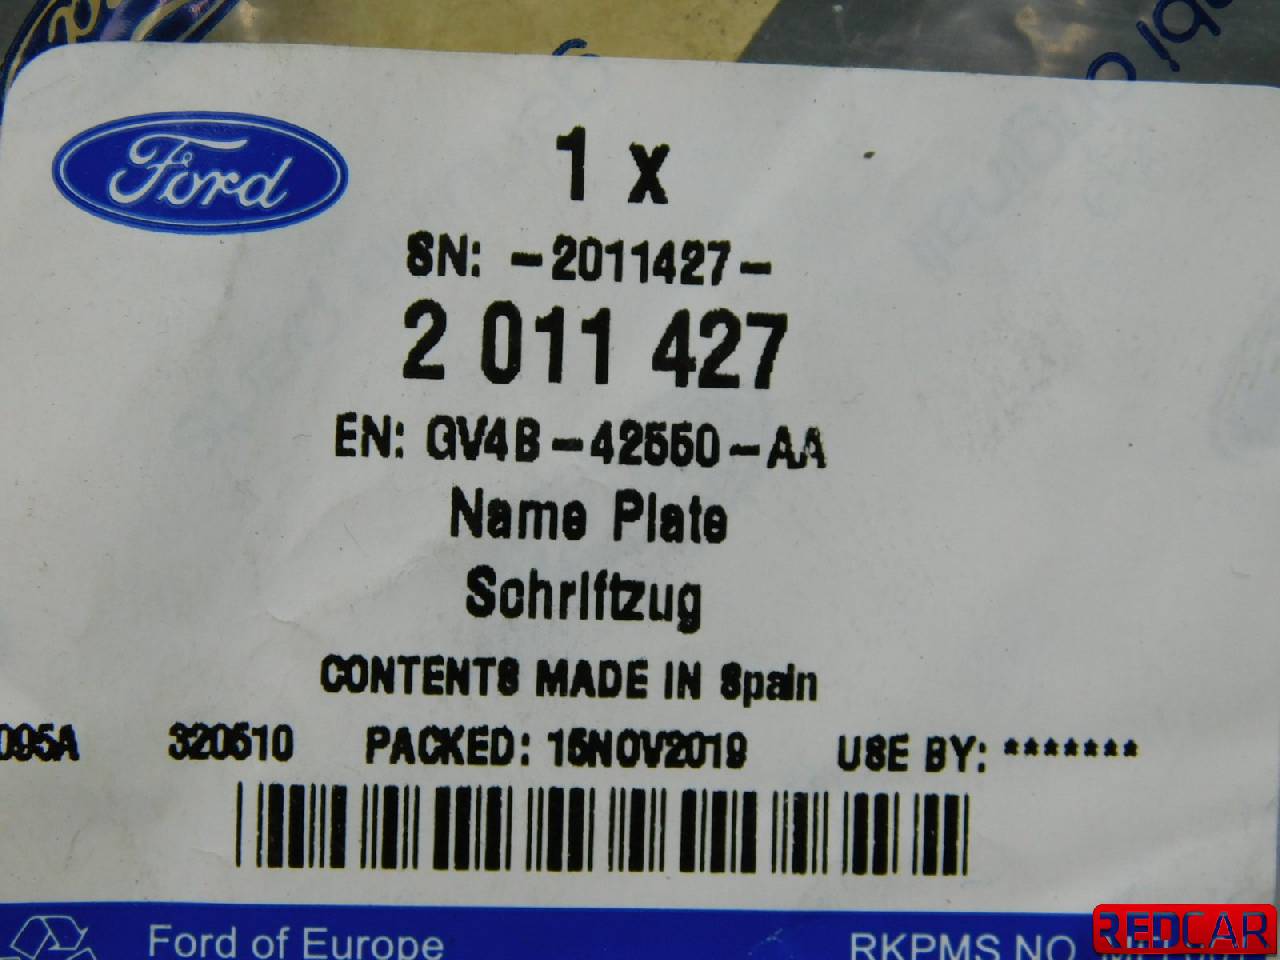 Ford
1 x
SN: -2011427-
2 011 427
EN: GV4B-42550-AA
Name Plate
Schriftzug
CONTENTS MADE IN Spain
095A 320510 PACKED: 15NOV2019 USE BY: *******
Ford of Europe RKPMS NO.
REDCAR